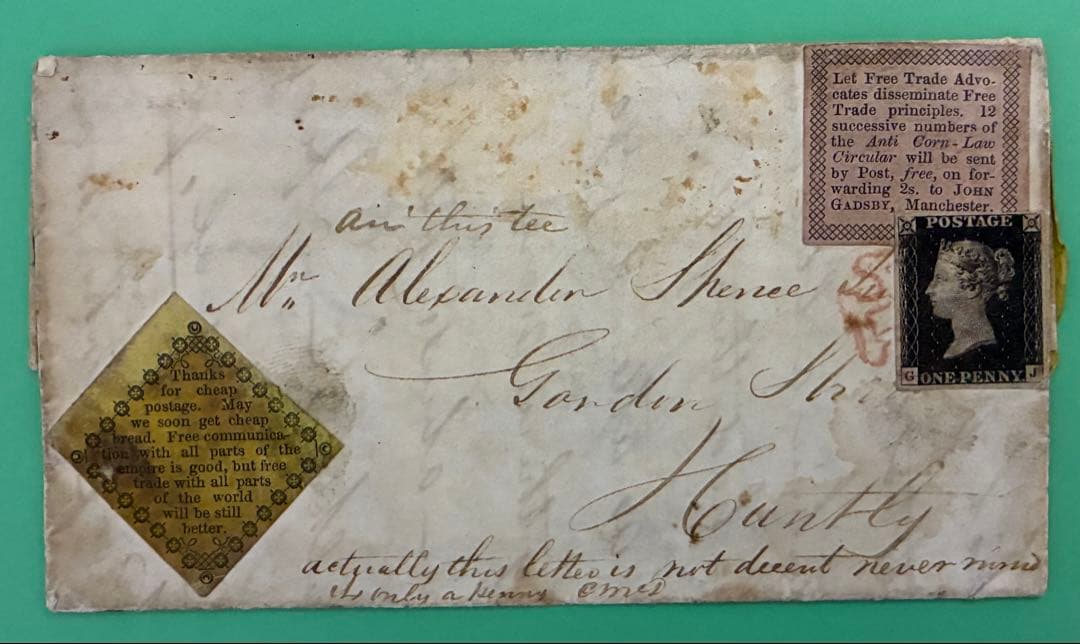 Let Free Trade Advo-
cates disseminate Free
Trade principles. 12
successive numbers of
the Anti Corn-Law
Circular will be sent
by Post, free, on for-
warding 2s. to JOHN
GADSBY, Manchester.
POSTAGE
G ONE PENNY J
Mr Alexander
Gordon
Huntly
Thanks
for cheap
postage. May
we soon get cheap
bread. Free communica-
tion with all parts of the
empire is good, but free
trade with all parts
of the world
will be still
better.
actually this letter is not decent never mind
its only a penny